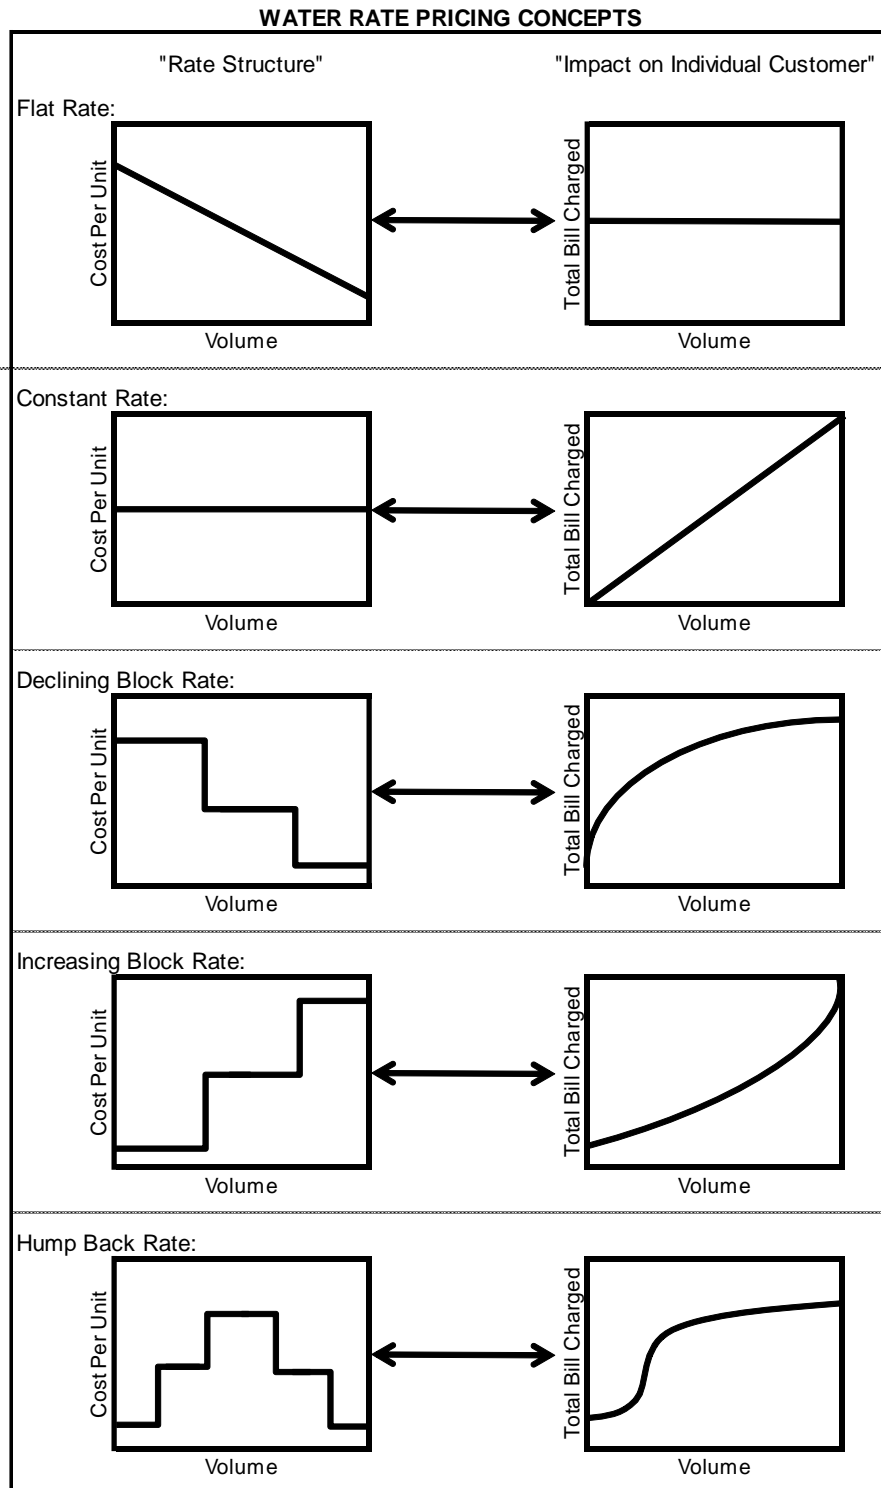 WATER RATE PRICING CONCEPTS
"Rate Structure"
"Impact on Individual Customer"
Flat Rate:
Cost Per Unit
Volume
Total Bill Charged
Volume
Constant Rate:
Cost Per Unit
Volume
Total Bill Charged
Volume
Declining Block Rate:
Cost Per Unit
Volume
Total Bill Charged
Volume
Increasing Block Rate:
Cost Per Unit
Volume
Total Bill Charged
Volume
Hump Back Rate:
Cost Per Unit
Volume
Total Bill Charged
Volume